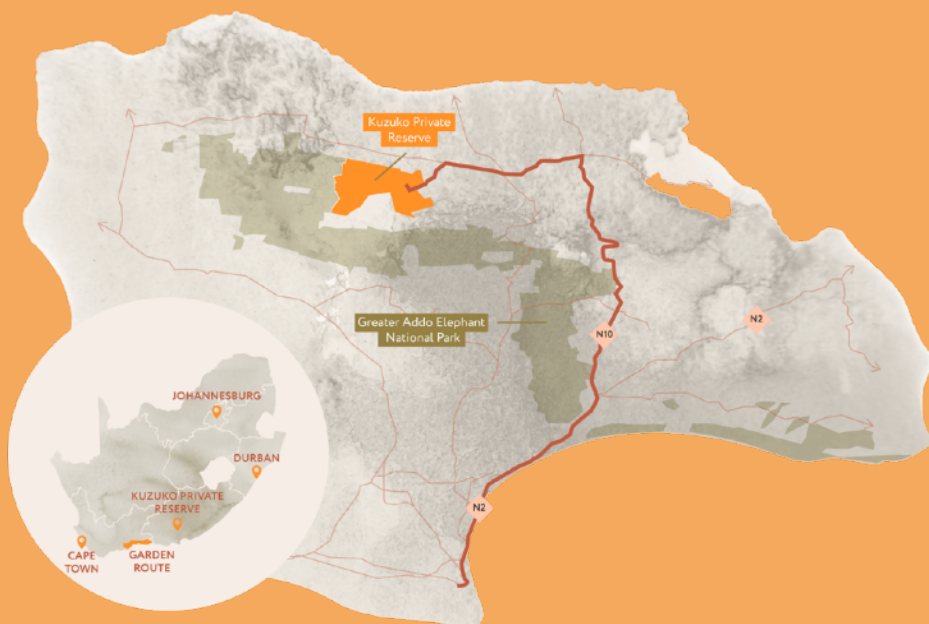 Kuzuko Private
Reserve
Greater Addo Elephant
National Park
N10
N2
N2
JOHANNESBURG
DURBAN
KUZUKO PRIVATE
RESERVE
CAPE
TOWN
GARDEN
ROUTE